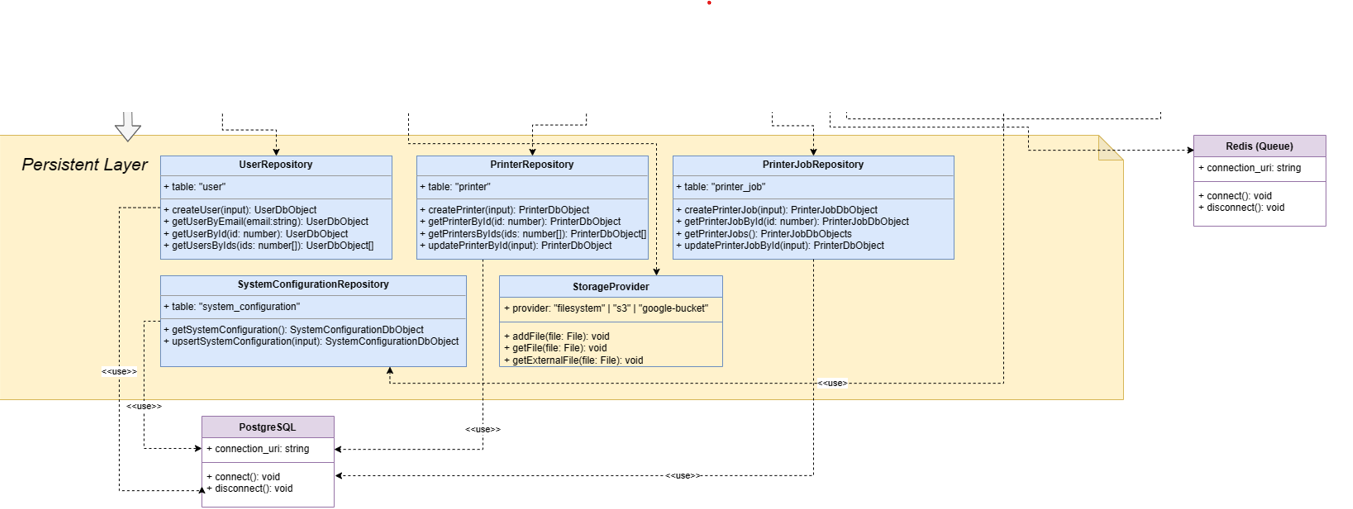 Persistent Layer
UserRepository
+ table: "user"
+ createUser(input): UserDbObject
+ getUserByEmail(email:string): UserDbObject
+ getUserById(id: number): UserDbObject
+ getUsersByIds(ids: number[]): UserDbObject[]
PrinterRepository
+ table: "printer"
+ createPrinter(input): PrinterDbObject
+ getPrinterById(id: number): PrinterDbObject
+ getPrintersById(ids: number[]): PrinterDbObject[]
+ updatePrinterById(input): PrinterDbObject
PrinterJobRepository
+ table: "printer_job"
+ createPrinterJob(input): PrinterJobDbObject
+ getPrinterJobById(id: number): PrinterJobDbObject
+ getPrinterJobs(): PrinterJobDbObjects
+ updatePrinterJobById(input): PrinterDbObject
Redis (Queue)
+ connection_uri: string
+ connect(): void
+ disconnect(): void
SystemConfigurationRepository
+ table: "system_configuration"
+ getSystemConfiguration(): SystemConfigurationDbObject
+ upsertSystemConfiguration(input): SystemConfigurationDbObject
StorageProvider
+ provider: "filesystem" | "s3" | "google-bucket"
+ addFile(file: File): void
+ getFile(file: File): void
+ getExternalFile(file: File): void
<<use>>
<<use>
<<use>>
<<use>>
<<use>>
PostgreSQL
+ connection_uri: string
+ connect(): void
+ disconnect(): void